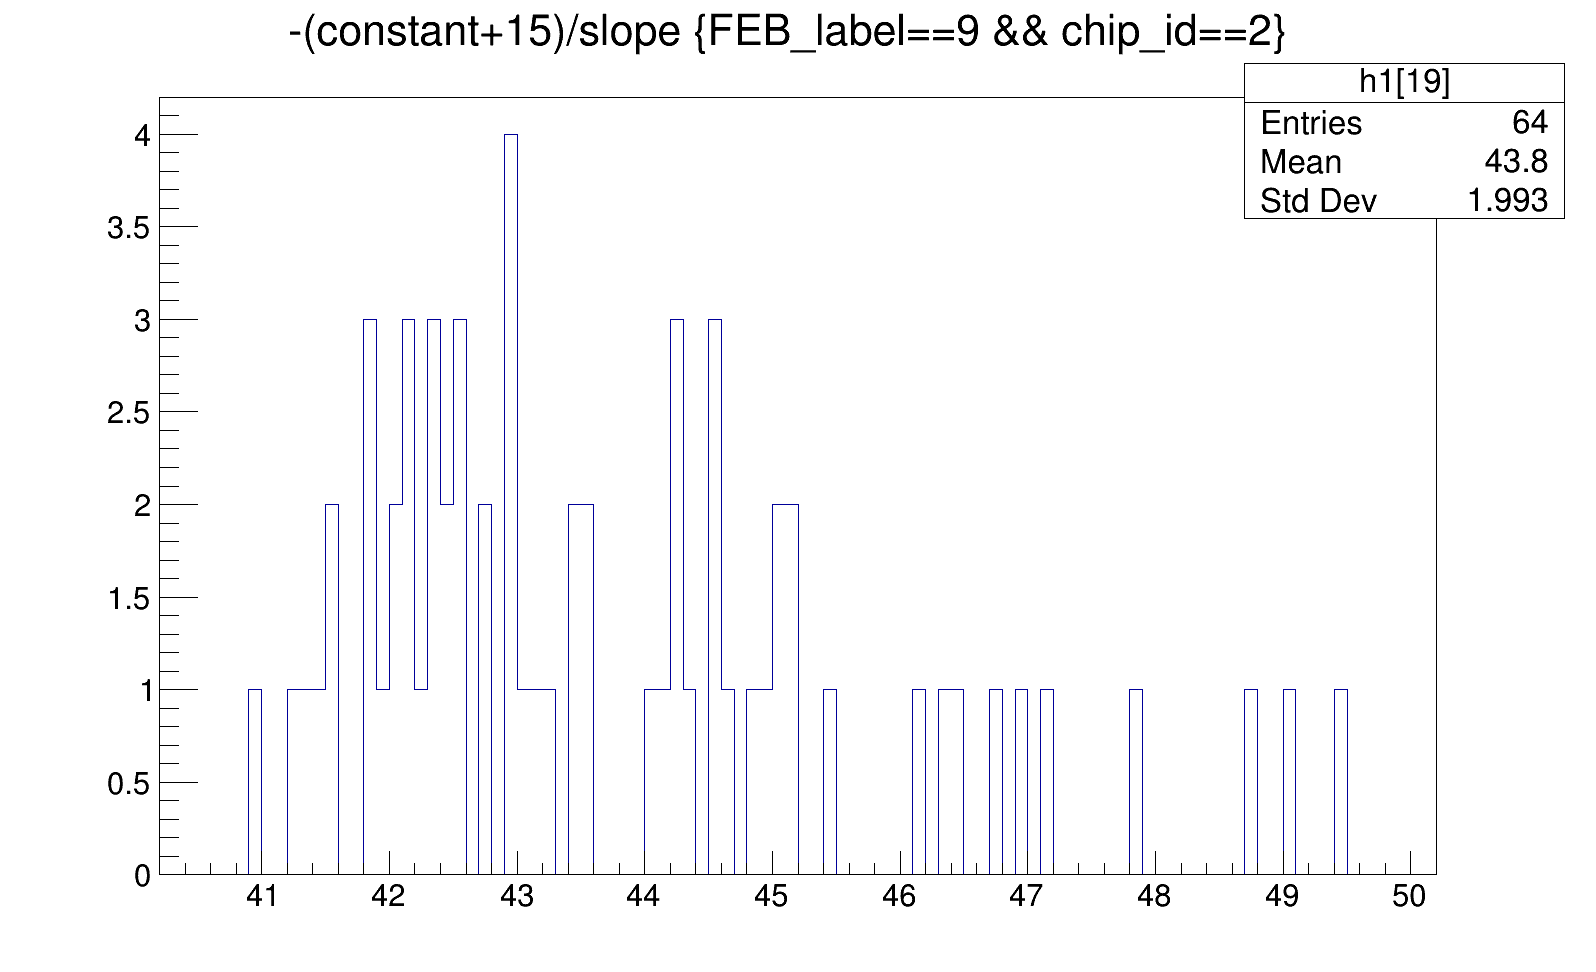 -(constant+15)/slope {FEB_label==9 && chip_id==2}
h1[19]
Entries 64
Mean 43.8
Std Dev 1.993
4
3.5
3
2.5
2
1.5
1
0.5
0
41 42 43 44 45 46 47 48 49 50